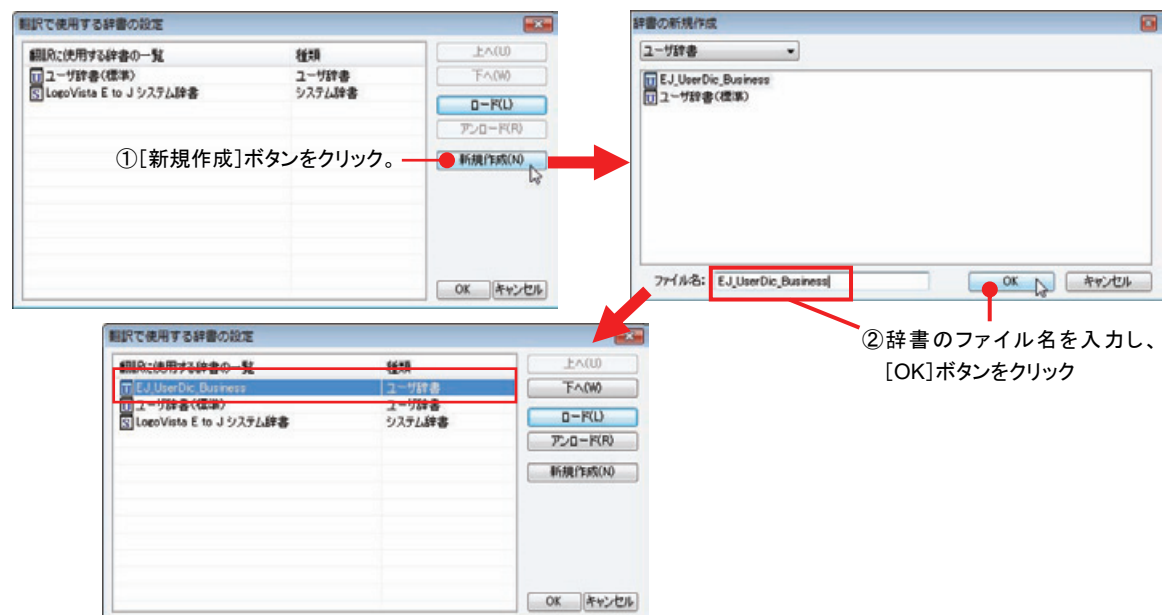 翻訳で使用する辞書の設定
翻訳に使用する辞書の一覧 種類
ユーザ辞書(標準) ユーザ辞書
LogoVista E to J システム辞書 システム辞書
上へ(U)
下へ(W)
ロード(L)
アンロード(R)
新規作成(N)
①[新規作成]ボタンをクリック。
OK キャンセル
辞書の新規作成
ユーザ辞書
EJ_UserDic_Business
ユーザ辞書(標準)
ファイル名: EJ_UserDic_Business
OK キャンセル
②辞書のファイル名を入力し、
[OK]ボタンをクリック
翻訳で使用する辞書の設定
翻訳に使用する辞書の一覧 種類
EJ_UserDic_Business ユーザ辞書
ユーザ辞書(標準) ユーザ辞書
LogoVista E to J システム辞書 システム辞書
上へ(U)
下へ(W)
ロード(L)
アンロード(R)
新規作成(N)
OK キャンセル